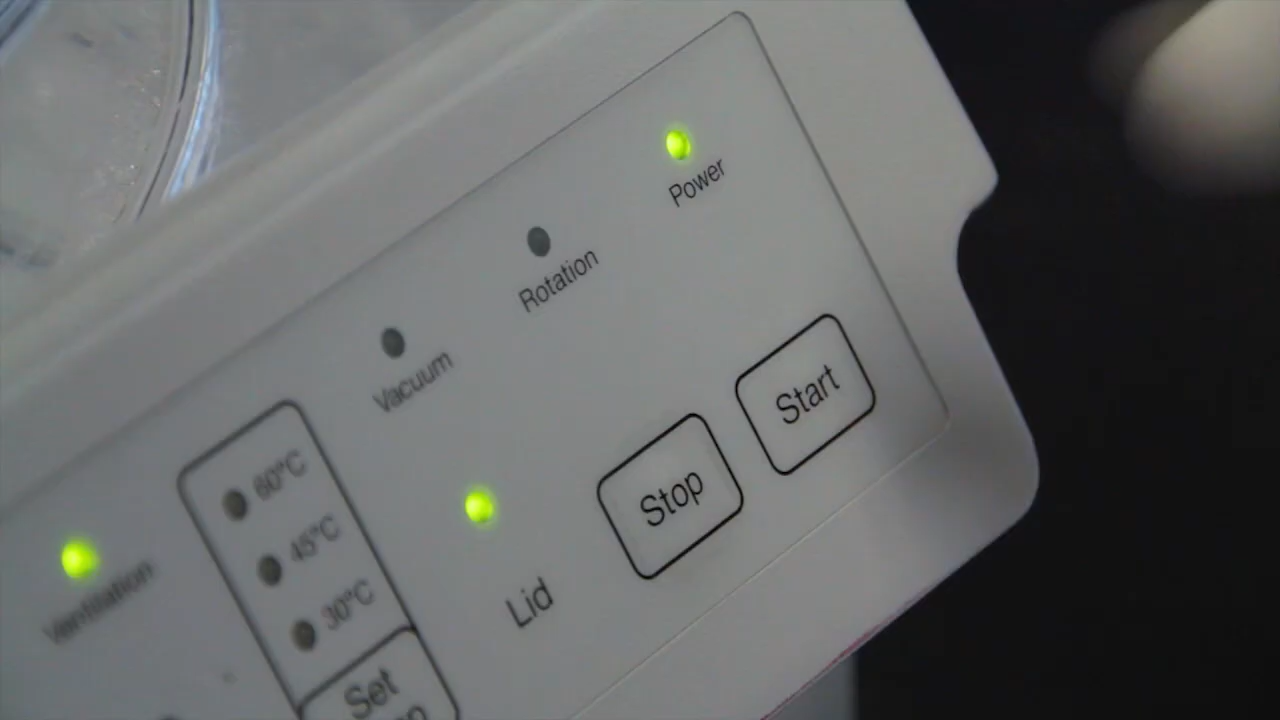 Power
Rotation
Vacuum
Start
Stop
Lid
60°C
45°C
30°C
Ventilation
Set